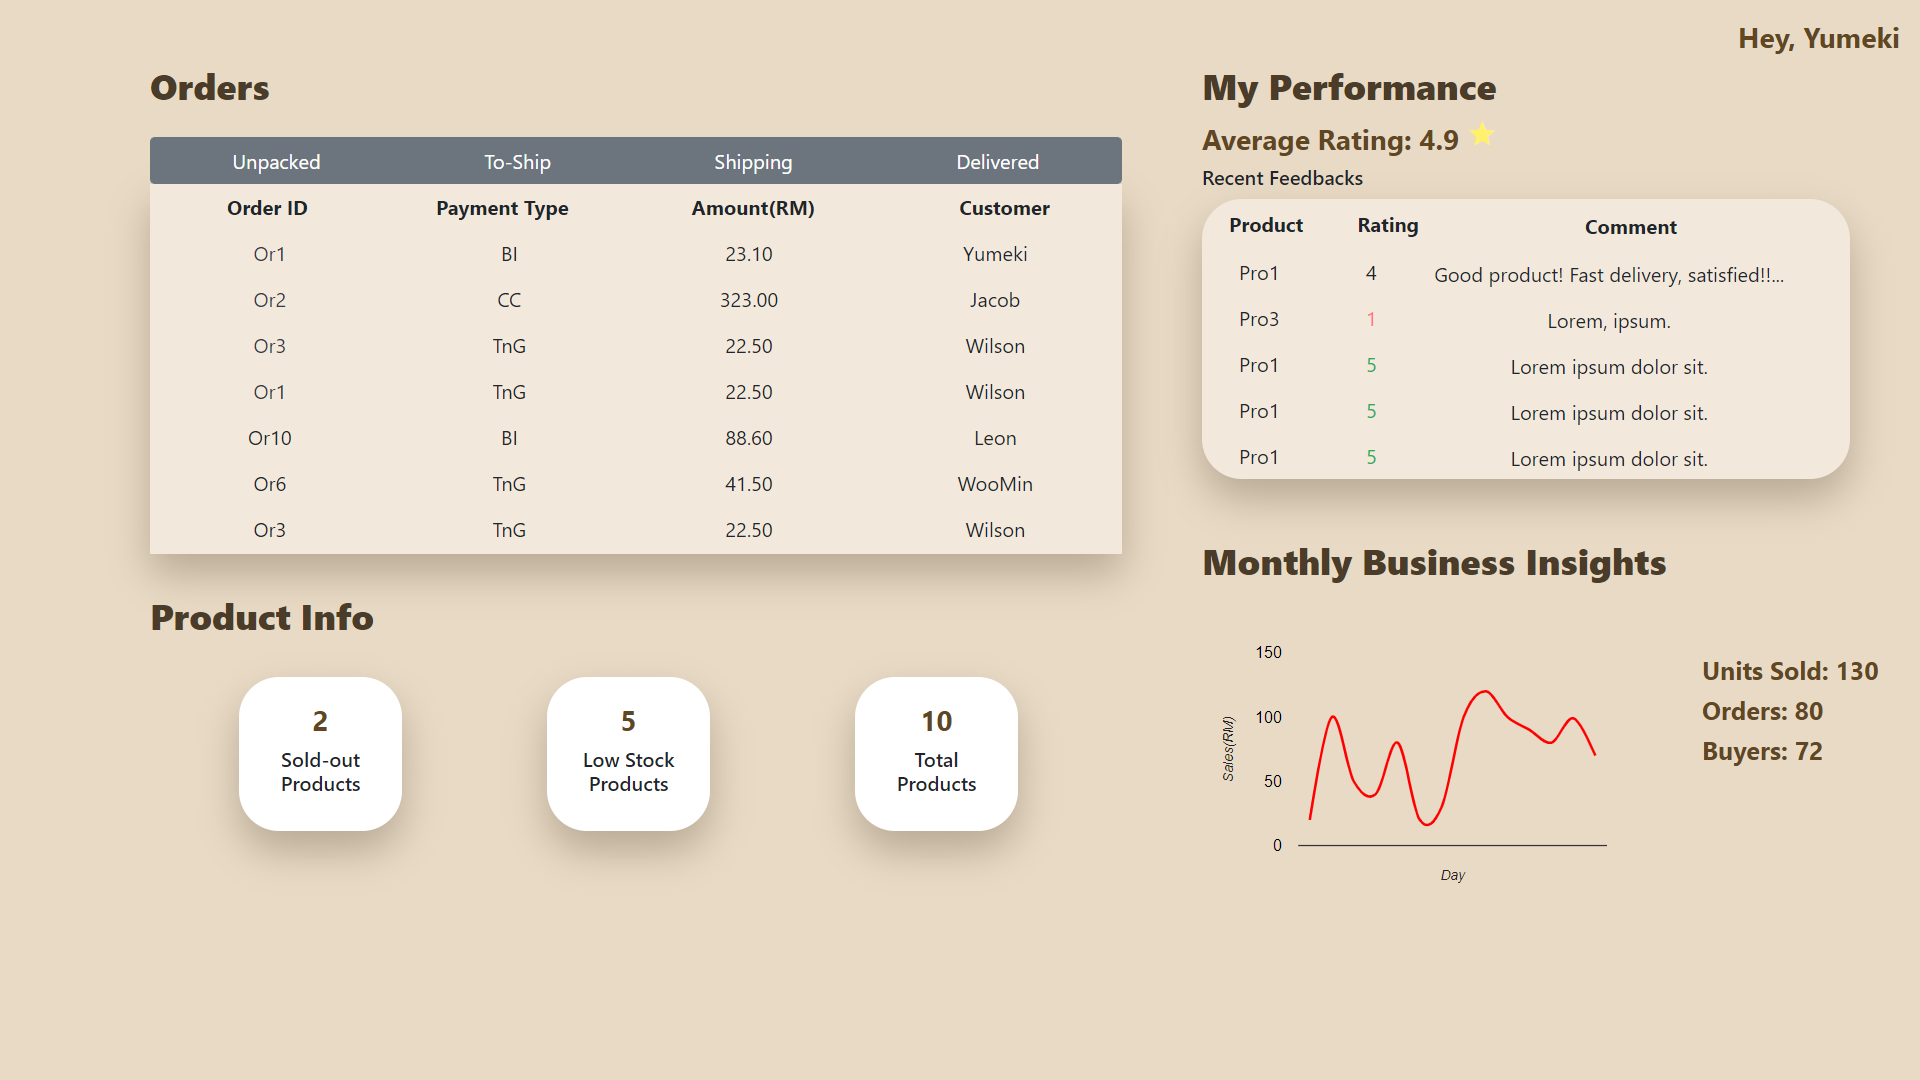 Hey, Yumeki
Orders
Unpacked To-Ship Shipping Delivered
Order ID Payment Type Amount(RM) Customer
Or1 BI 23.10 Yumeki
Or2 CC 323.00 Jacob
Or3 TnG 22.50 Wilson
Or1 TnG 22.50 Wilson
Or10 BI 88.60 Leon
Or6 TnG 41.50 WooMin
Or3 TnG 22.50 Wilson
Product Info
2
Sold-out
Products
5
Low Stock
Products
10
Total
Products
My Performance
Average Rating: 4.9
Recent Feedbacks
Product Rating Comment
Pro1 4 Good product! Fast delivery, satisfied!!...
Pro3 1 Lorem, ipsum.
Pro1 5 Lorem ipsum dolor sit.
Pro1 5 Lorem ipsum dolor sit.
Pro1 5 Lorem ipsum dolor sit.
Monthly Business Insights
150
100
50
0
Sales(RM)
Day
Units Sold: 130
Orders: 80
Buyers: 72